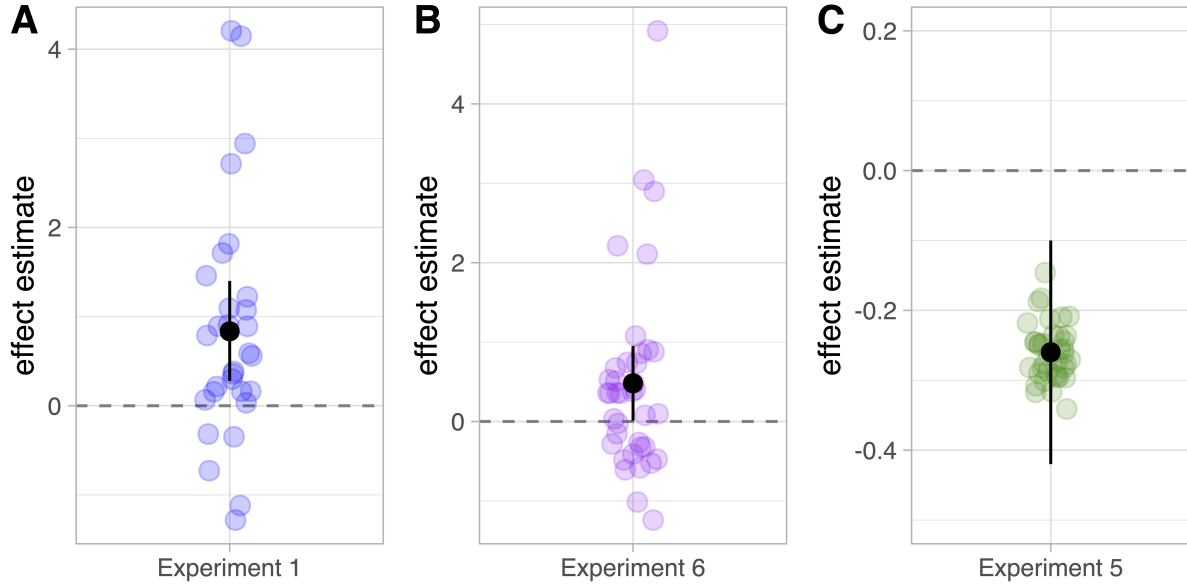 A
effect estimate
4
2
0
Experiment 1
B
effect estimate
4
2
0
Experiment 6
C
effect estimate
0.2
0.0
-0.2
-0.4
Experiment 5